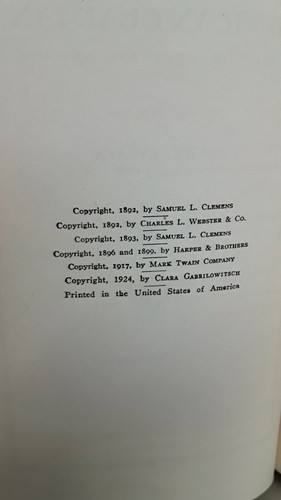 Copyright, 1892, by Samuel L. Clemens
Copyright, 1892, by Charles L. Webster & Co.
Copyright, 1893, by Samuel L. Clemens
Copyright, 1896 and 1899, by Harper & Brothers
Copyright, 1917, by Mark Twain Company
Copyright, 1924, by Clara Gabrilowitsch
Printed in the United States of America